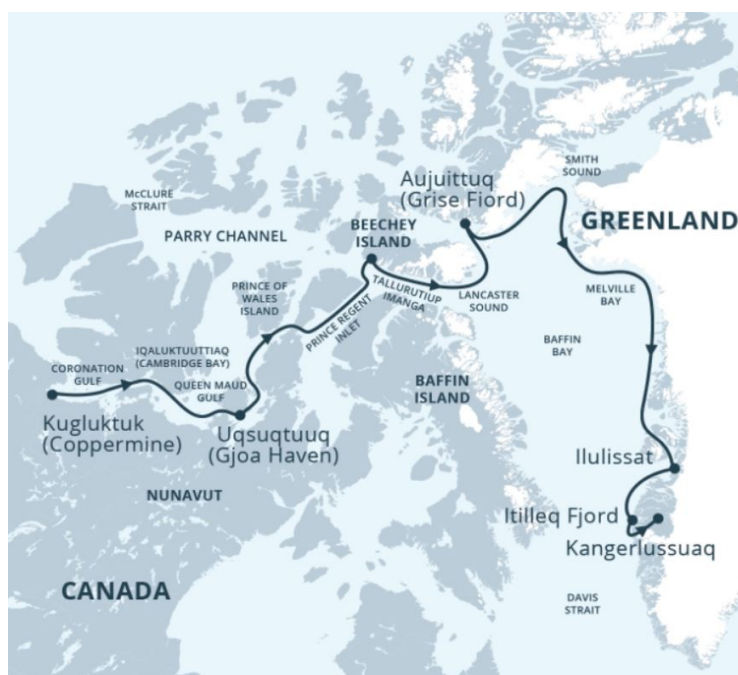 SMITH
SOUND
Aujuittuq
(Grise Fiord)
McCLURE
STRAIT
GREENLAND
BEECHEY
ISLAND
PARRY CHANNEL
PRINCE OF
WALES
ISLAND
TALLURUTIUP
IMANGA
LANCASTER
SOUND
MELVILLE
BAY
PRINCE REGENT
INLET
BAFFIN
BAY
IQALUKTUUTTIAQ
(CAMBRIDGE BAY)
CORONATION
GULF
QUEEN MAUD
GULF
BAFFIN
ISLAND
Kugluktuk
(Coppermine)
Uqsuqtuuq
(Gjoa Haven)
Ilulissat
NUNAVUT
Itilleq Fjord
Kangerlussuaq
CANADA
DAVIS
STRAIT